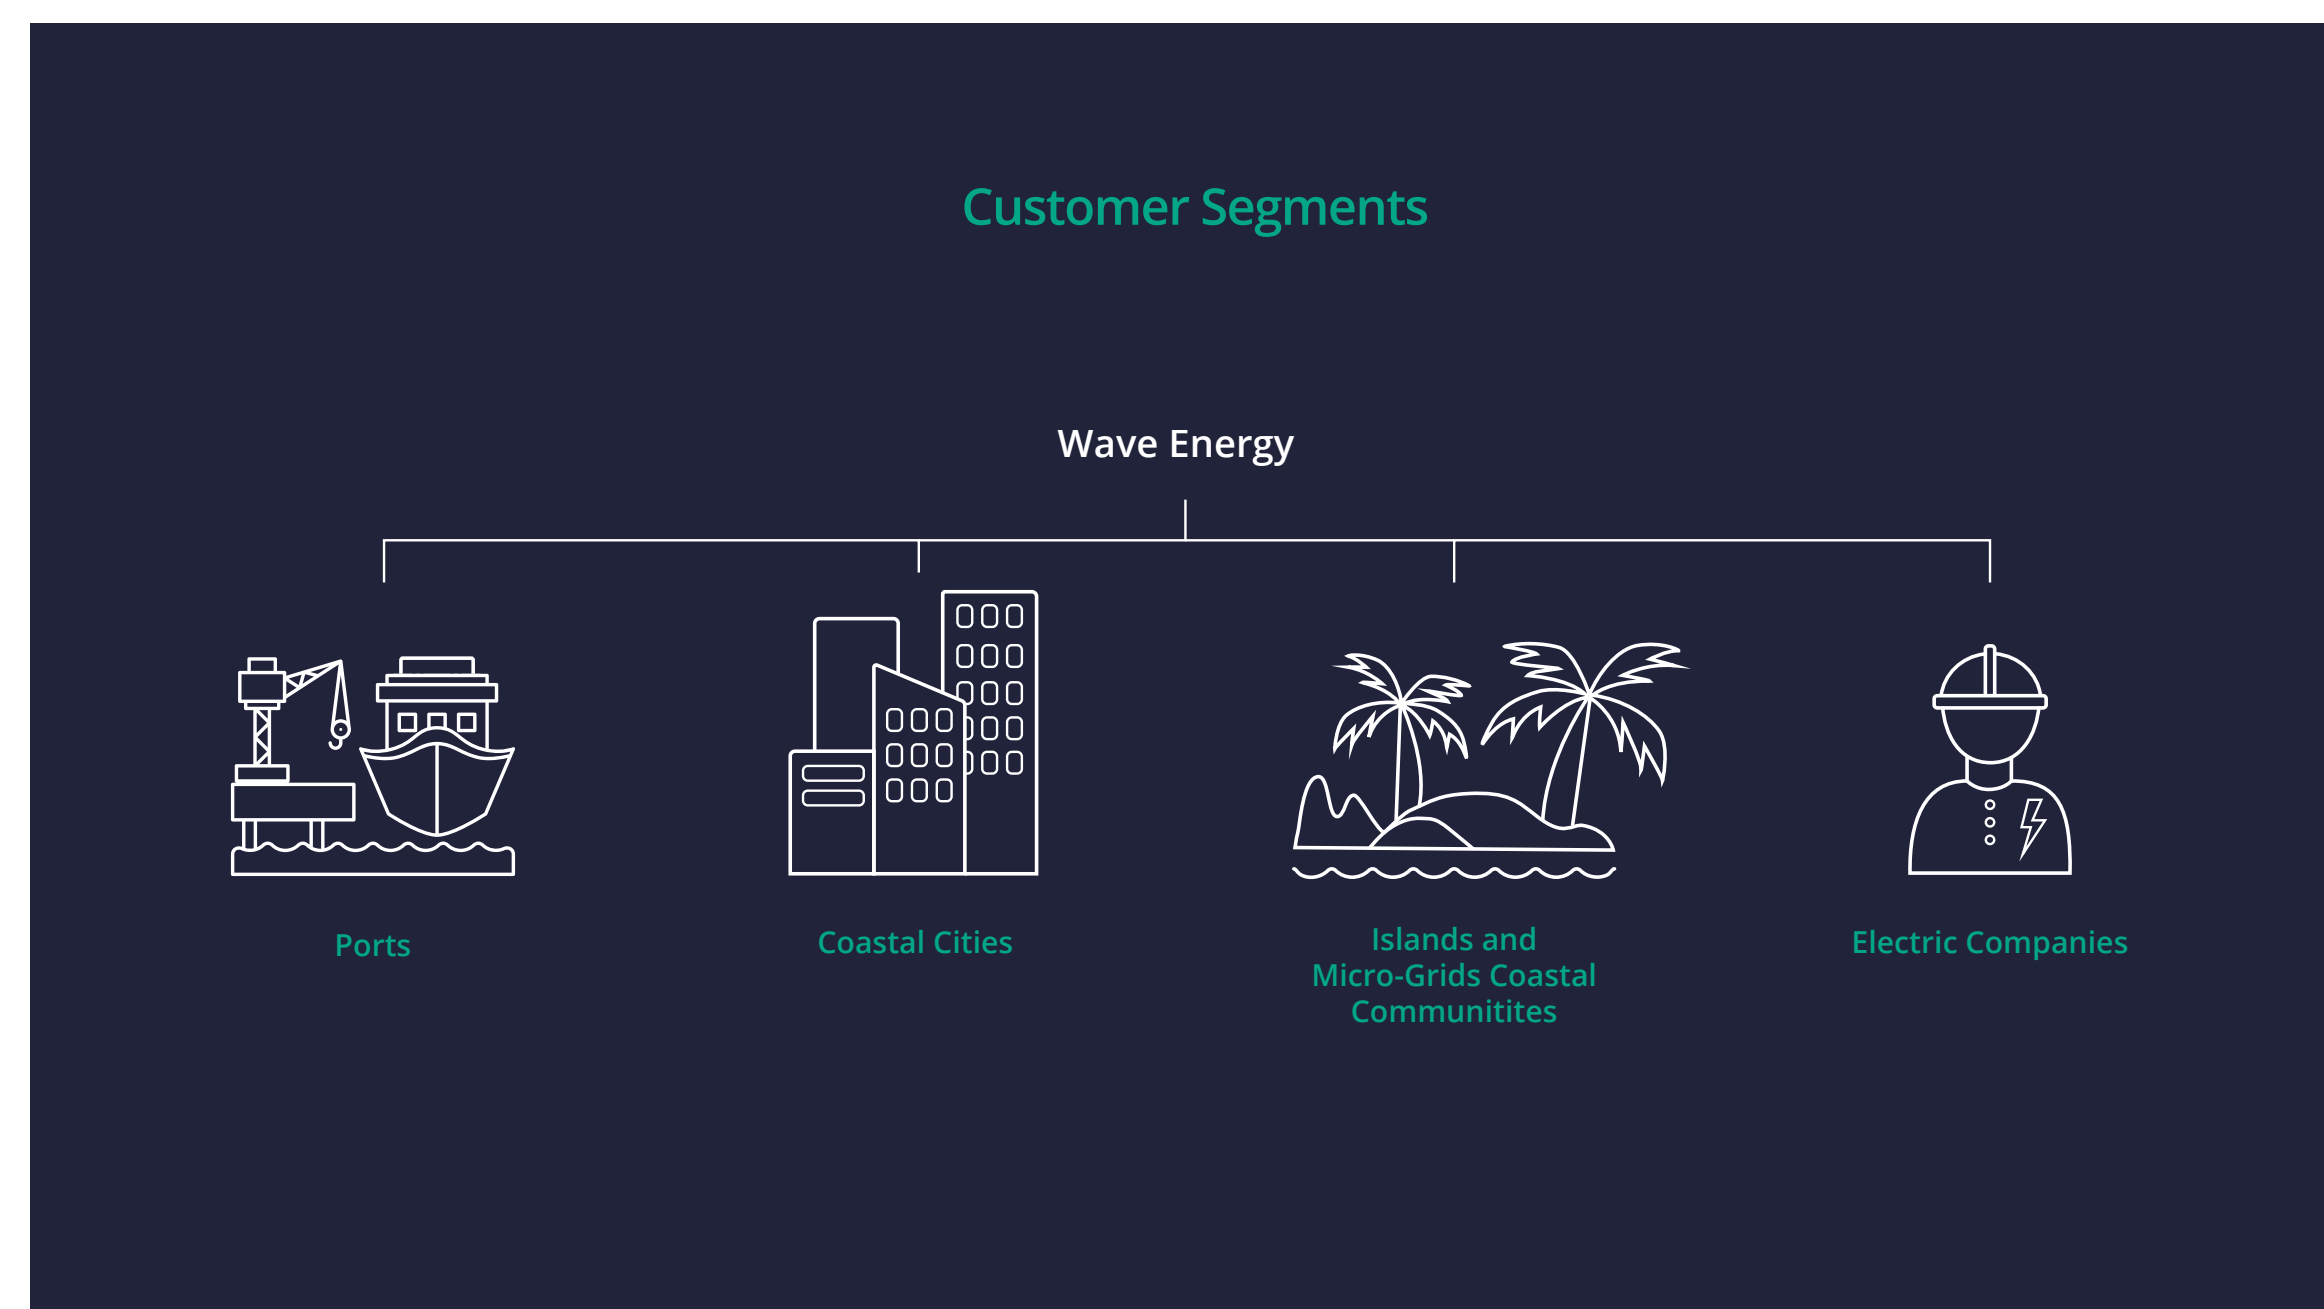 Customer Segments
Wave Energy
Ports
Coastal Cities
Islands and
Micro-Grids Coastal
Communitites
Electric Companies